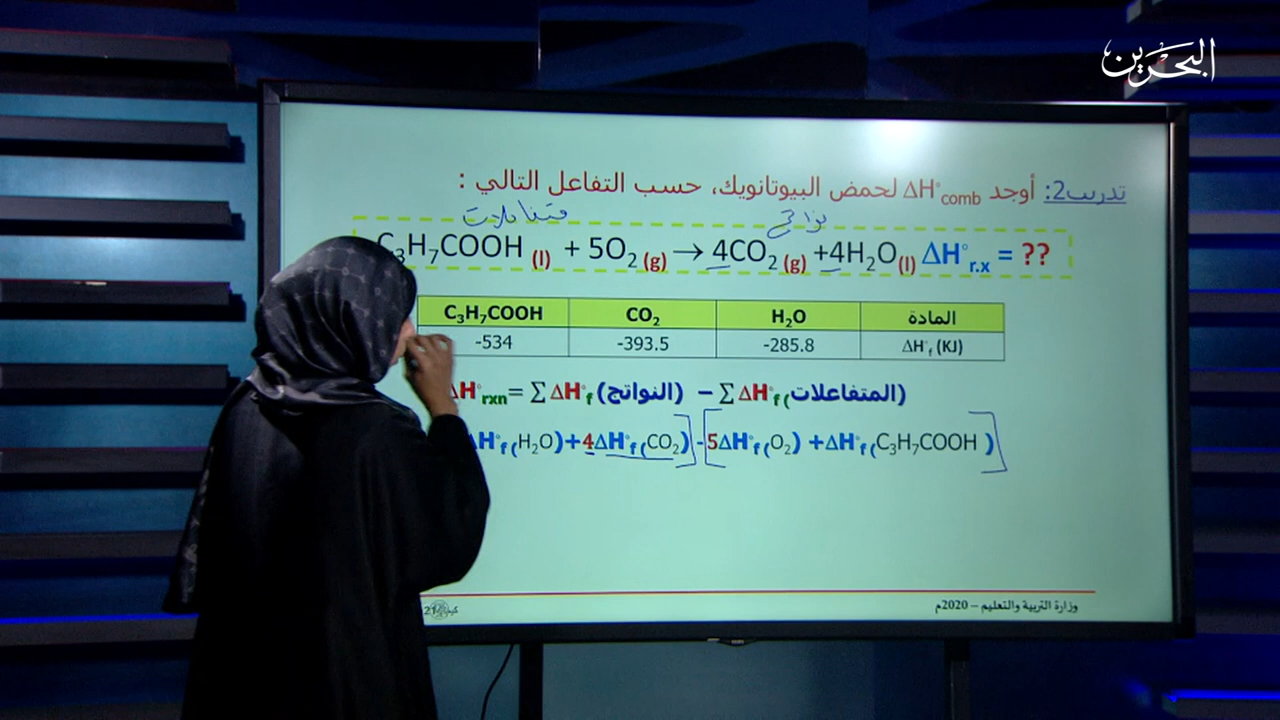 البحرين
تدريب2: أوجد ΔH°comb لحمض البيوتانويك، حسب التفاعل التالي :
متفاعلات نواتج
C₃H₇COOH (l) + 5O₂ (g) → 4CO₂ (g) +4H₂O(l) ΔH°r.x = ??
C₃H₇COOH CO₂ H₂O المادة
-534 -393.5 -285.8 ΔH°f (KJ)
ΔH°rxn= ∑ ΔH°f (النواتج) – ∑ ΔH°f (المتفاعلات)
ΔH°f (H₂O)+4ΔH°f (CO₂)] -[5ΔH°f (O₂) +ΔH°f (C₃H₇COOH )]
وزارة التربية والتعليم – 2020م